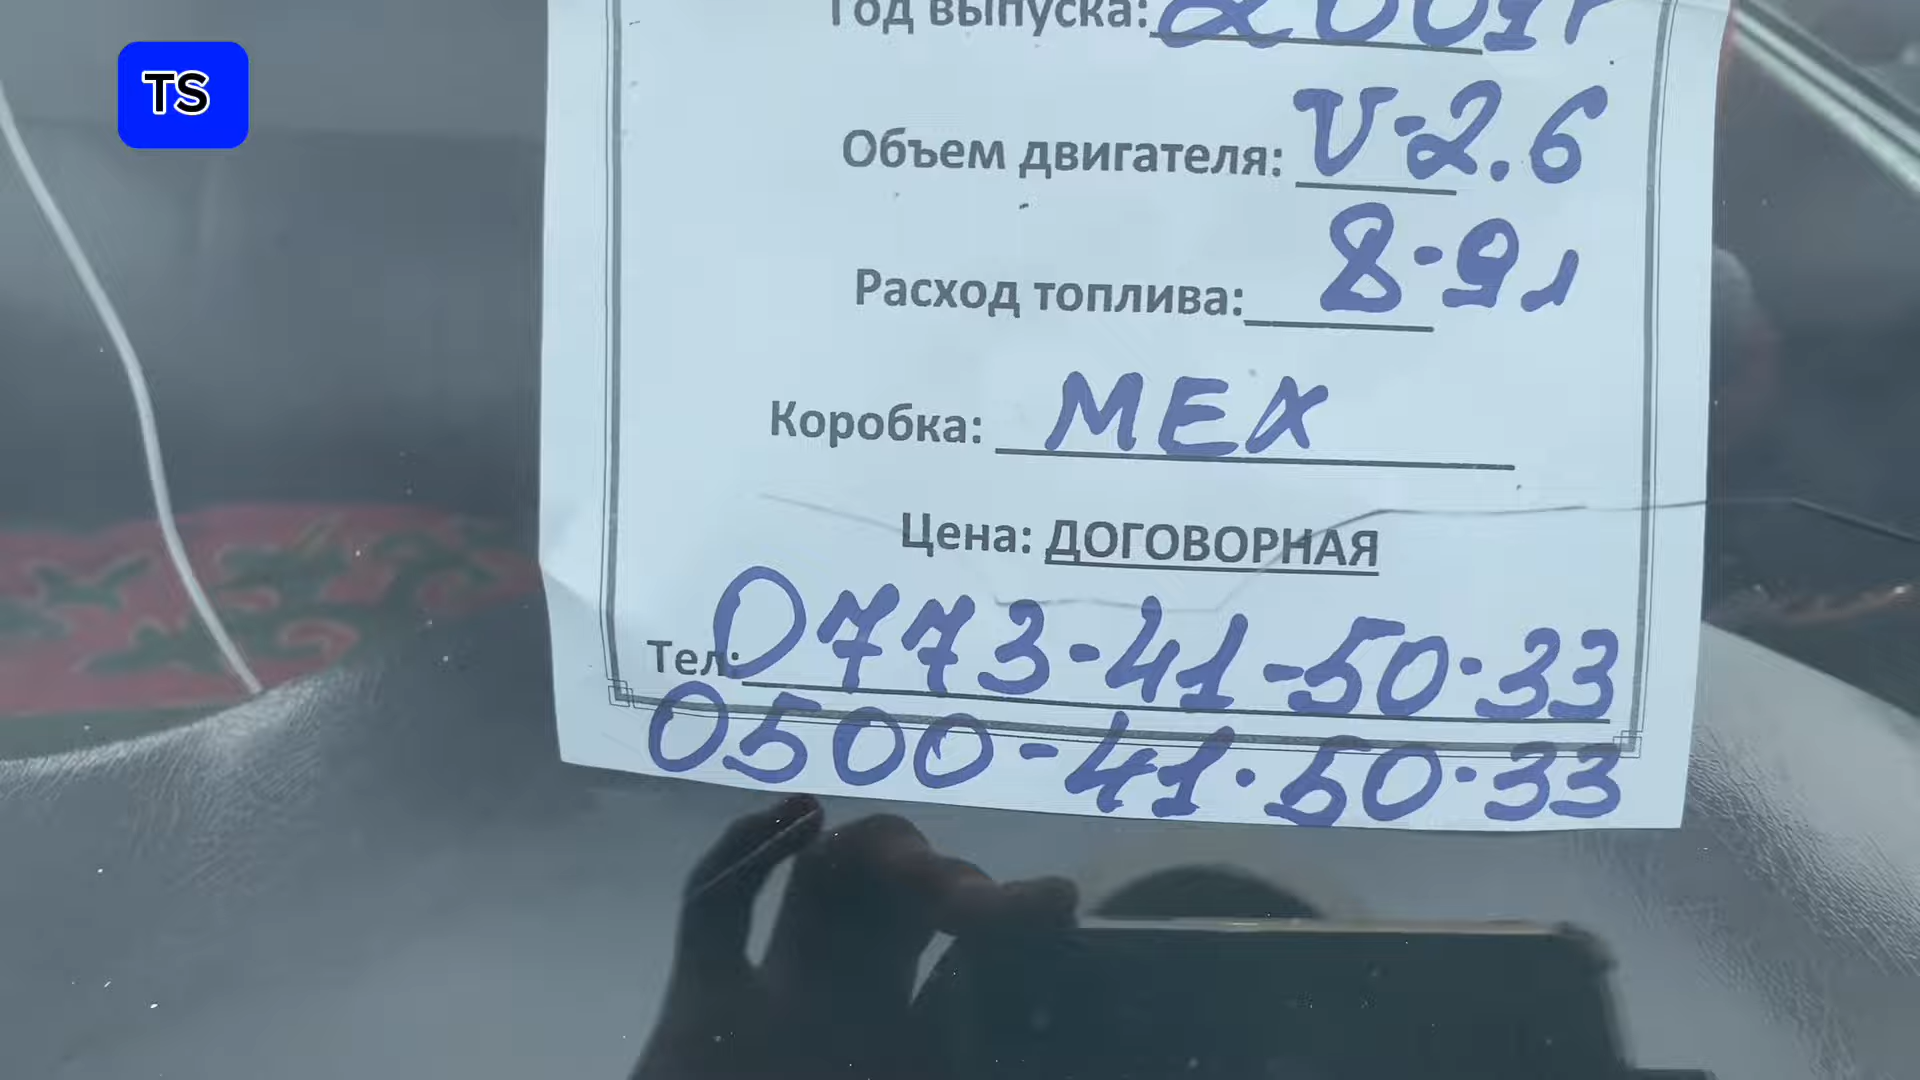 TS
Год выпуска: 2001г
Объем двигателя: V-2.6
Расход топлива: 8-9л
Коробка: МЕХ
Цена: ДОГОВОРНАЯ
Тел: 0773-41-50-33
0500-41-50-33